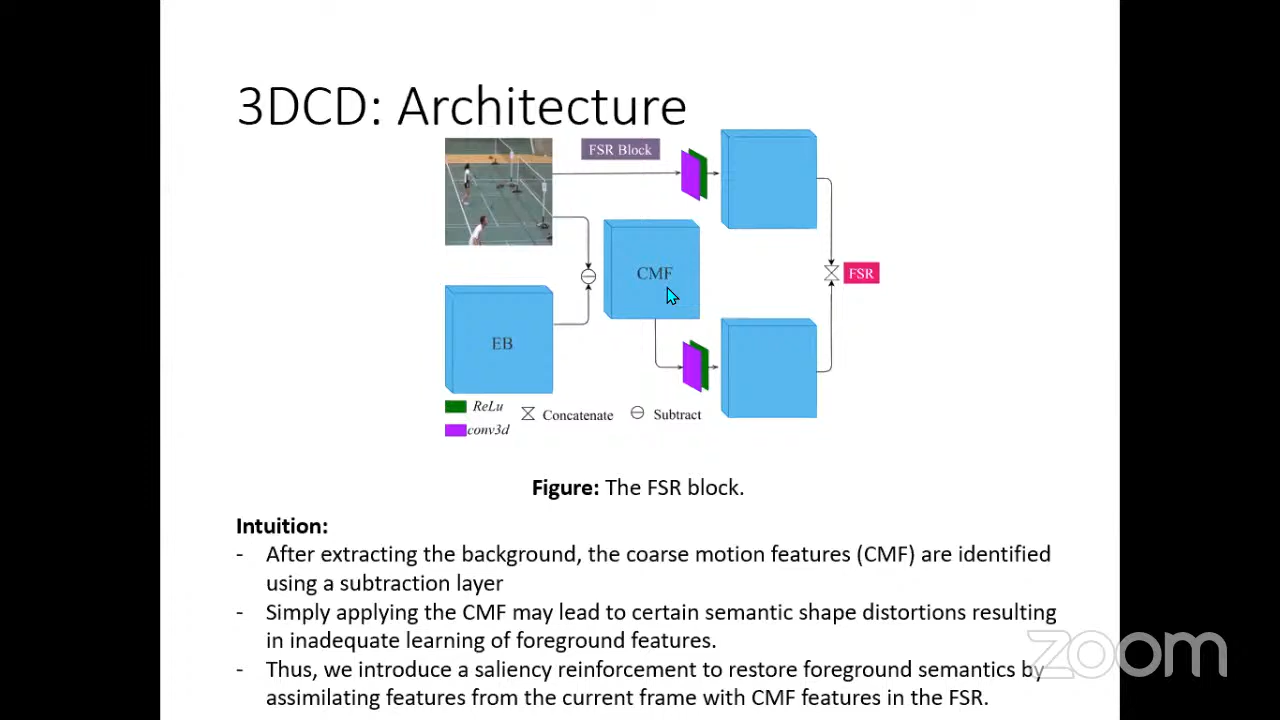 3DCD: Architecture
FSR Block
CMF
FSR
EB
ReLu
Concatenate
Subtract
conv3d
Figure: The FSR block.
Intuition:
- After extracting the background, the coarse motion features (CMF) are identified
using a subtraction layer
- Simply applying the CMF may lead to certain semantic shape distortions resulting
in inadequate learning of foreground features.
- Thus, we introduce a saliency reinforcement to restore foreground semantics by
assimilating features from the current frame with CMF features in the FSR.
zoom